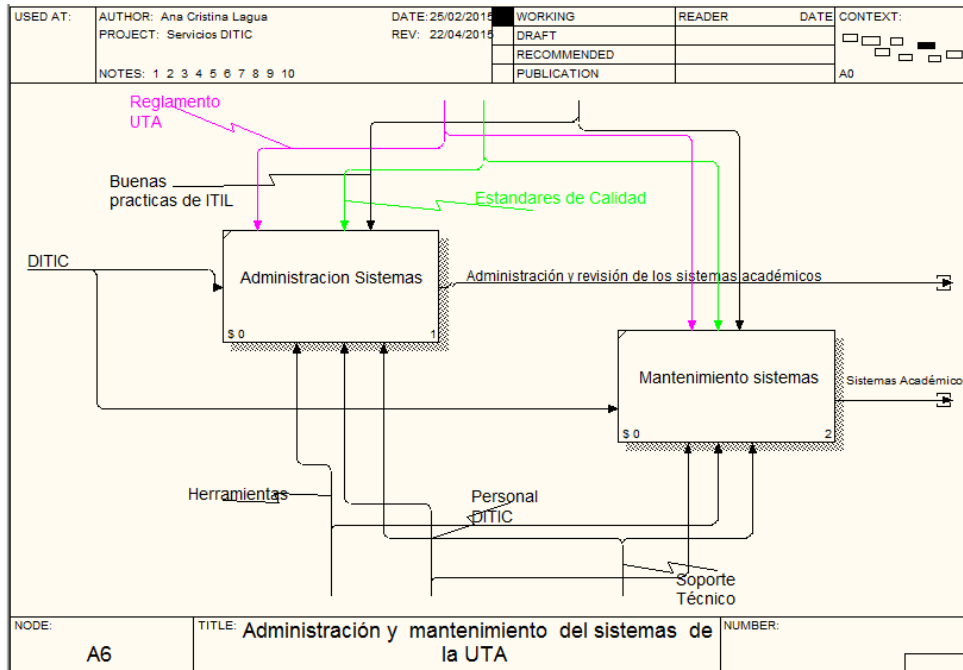 USED AT:
AUTHOR: Ana Cristina Lagua
DATE: 25/02/2015
PROJECT: Servicios DITIC
REV: 22/04/2015
NOTES: 1 2 3 4 5 6 7 8 9 10
WORKING
DRAFT
RECOMMENDED
PUBLICATION
READER
DATE
CONTEXT:
A0
Reglamento
UTA
Buenas
practicas de ITIL
Estandares de Calidad
DITIC
Administracion Sistemas
$ 0
1
Administración y revisión de los sistemas académicos
Mantenimiento sistemas
$ 0
2
Sistemas Académico
Herramientas
Personal
DITIC
Soporte
Técnico
NODE:
A6
TITLE:
Administración y mantenimiento del sistemas de
la UTA
NUMBER: